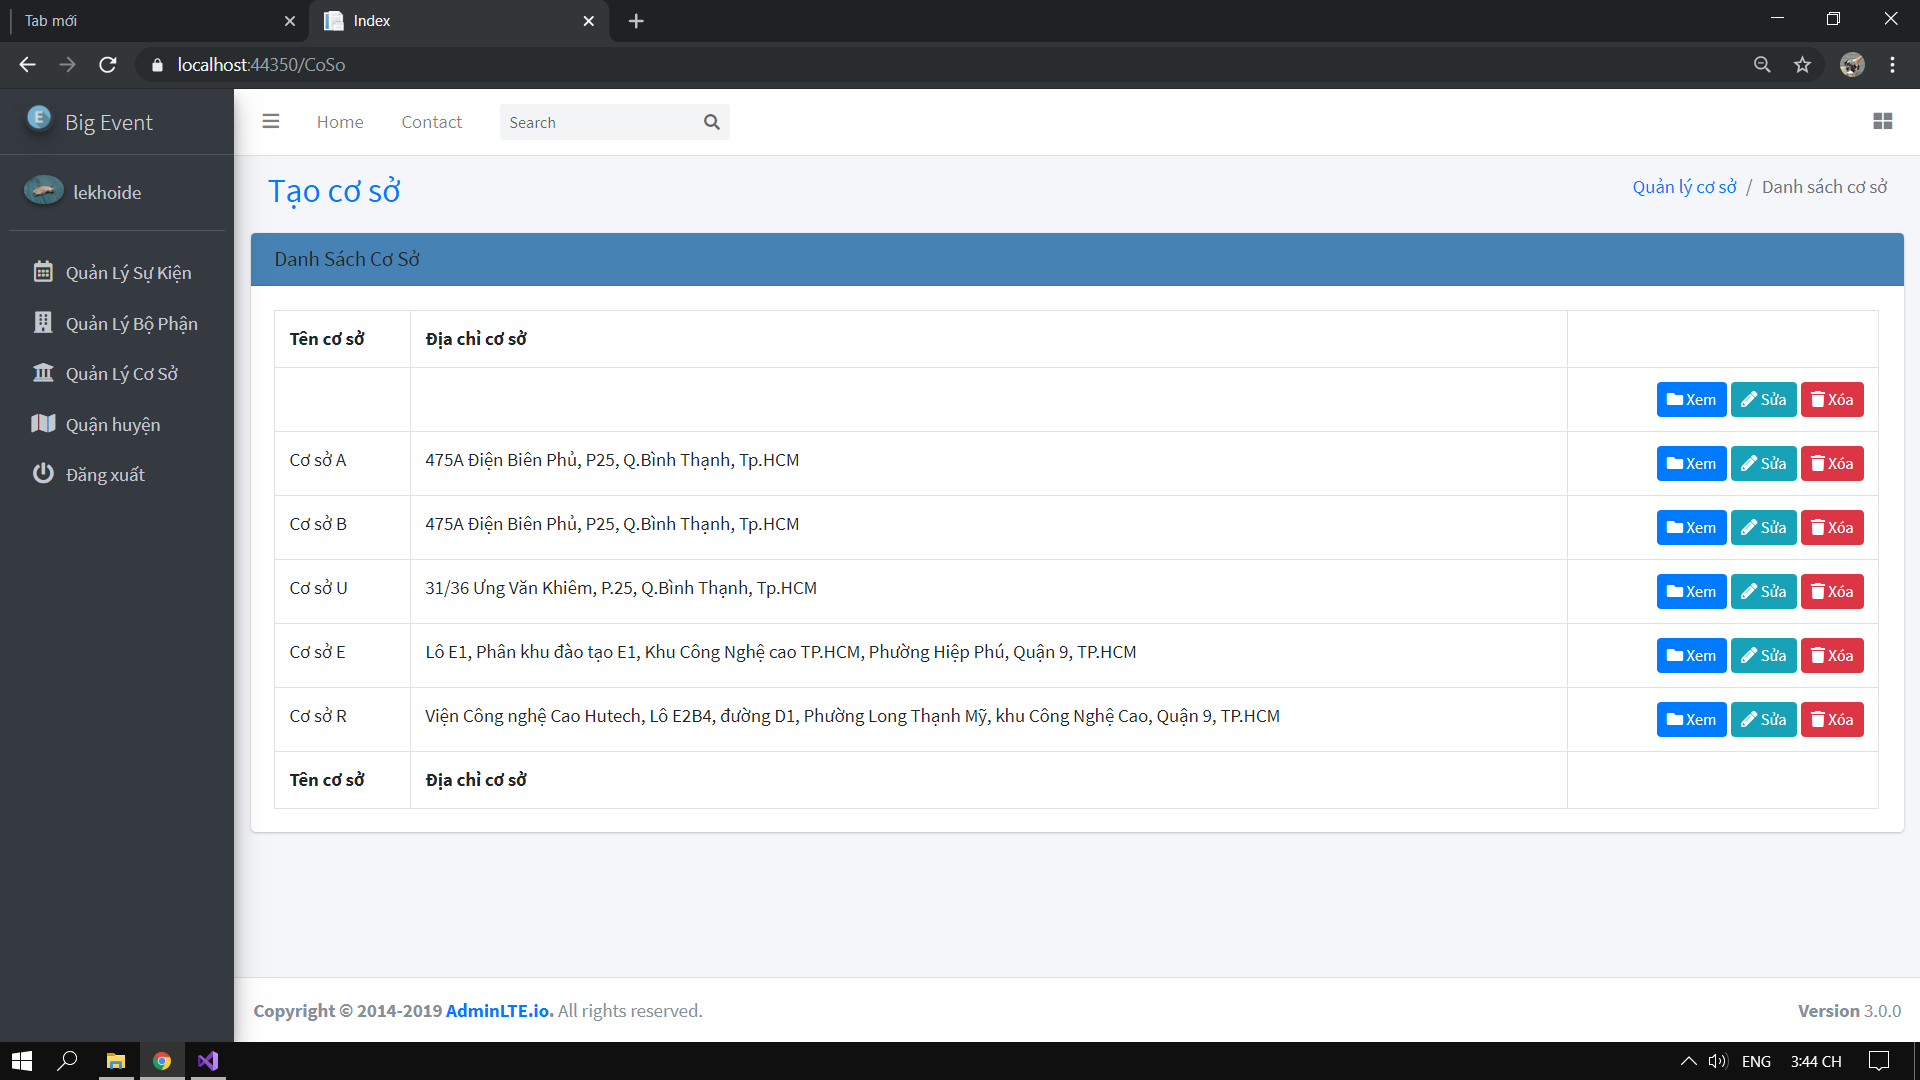 Tab mới
Index
localhost:44350/CoSo
E
Big Event
Home
Contact
Search
lekhoide
Tạo cơ sở
Quản lý cơ sở / Danh sách cơ sở
Quản Lý Sự Kiện
Quản Lý Bộ Phận
Quản Lý Cơ Sở
Quận huyện
Đăng xuất
Danh Sách Cơ Sở
Tên cơ sở Địa chỉ cơ sở
Xem Sửa Xóa
Cơ sở A 475A Điện Biên Phủ, P25, Q.Bình Thạnh, Tp.HCM Xem Sửa Xóa
Cơ sở B 475A Điện Biên Phủ, P25, Q.Bình Thạnh, Tp.HCM Xem Sửa Xóa
Cơ sở U 31/36 Ưng Văn Khiêm, P.25, Q.Bình Thạnh, Tp.HCM Xem Sửa Xóa
Cơ sở E Lô E1, Phân khu đào tạo E1, Khu Công Nghệ cao TP.HCM, Phường Hiệp Phú, Quận 9, TP.HCM Xem Sửa Xóa
Cơ sở R Viện Công nghệ Cao Hutech, Lô E2B4, đường D1, Phường Long Thạnh Mỹ, khu Công Nghệ Cao, Quận 9, TP.HCM Xem Sửa Xóa
Tên cơ sở Địa chỉ cơ sở
Copyright © 2014-2019 AdminLTE.io. All rights reserved.
Version 3.0.0
ENG
3:44 CH